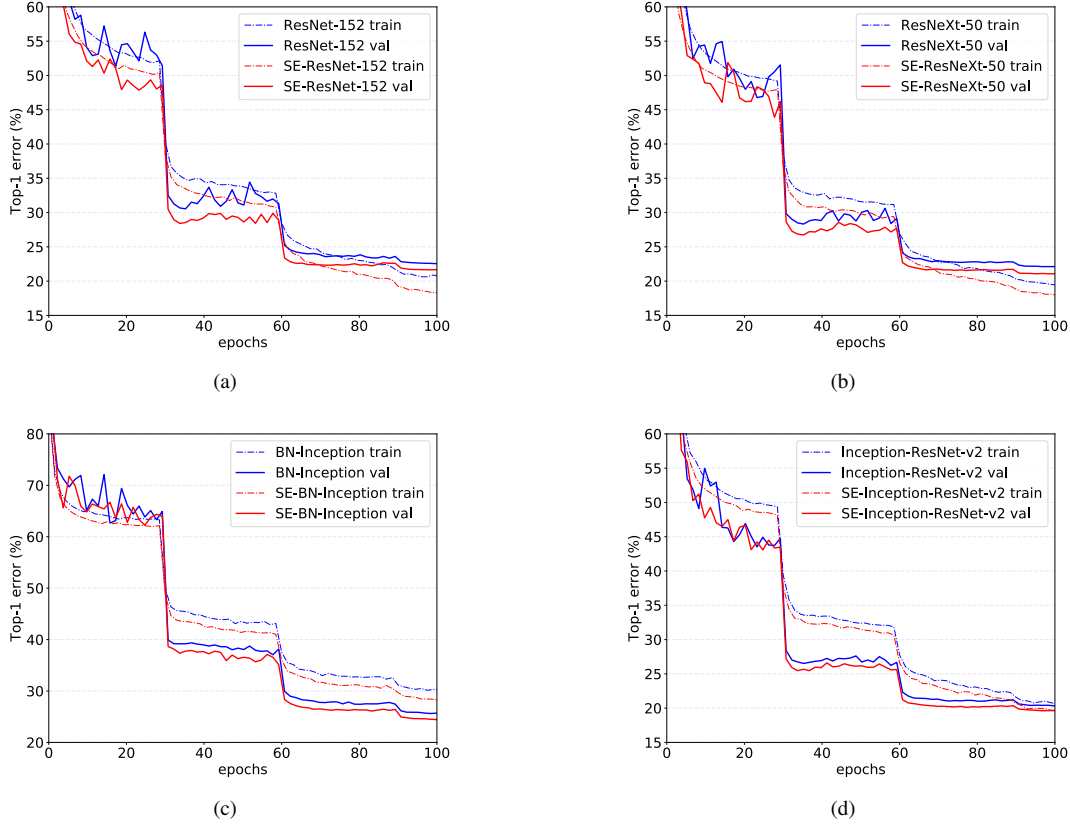 60
55
50
45
40
35
30
25
20
15
Top-1 error (%)
0
20
40
60
80
100
epochs
ResNet-152 train
ResNet-152 val
SE-ResNet-152 train
SE-ResNet-152 val
(a)
60
55
50
45
40
35
30
25
20
15
Top-1 error (%)
0
20
40
60
80
100
epochs
ResNeXt-50 train
ResNeXt-50 val
SE-ResNeXt-50 train
SE-ResNeXt-50 val
(b)
80
70
60
50
40
30
20
Top-1 error (%)
0
20
40
60
80
100
epochs
BN-Inception train
BN-Inception val
SE-BN-Inception train
SE-BN-Inception val
(c)
60
55
50
45
40
35
30
25
20
15
Top-1 error (%)
0
20
40
60
80
100
epochs
Inception-ResNet-v2 train
Inception-ResNet-v2 val
SE-Inception-ResNet-v2 train
SE-Inception-ResNet-v2 val
(d)